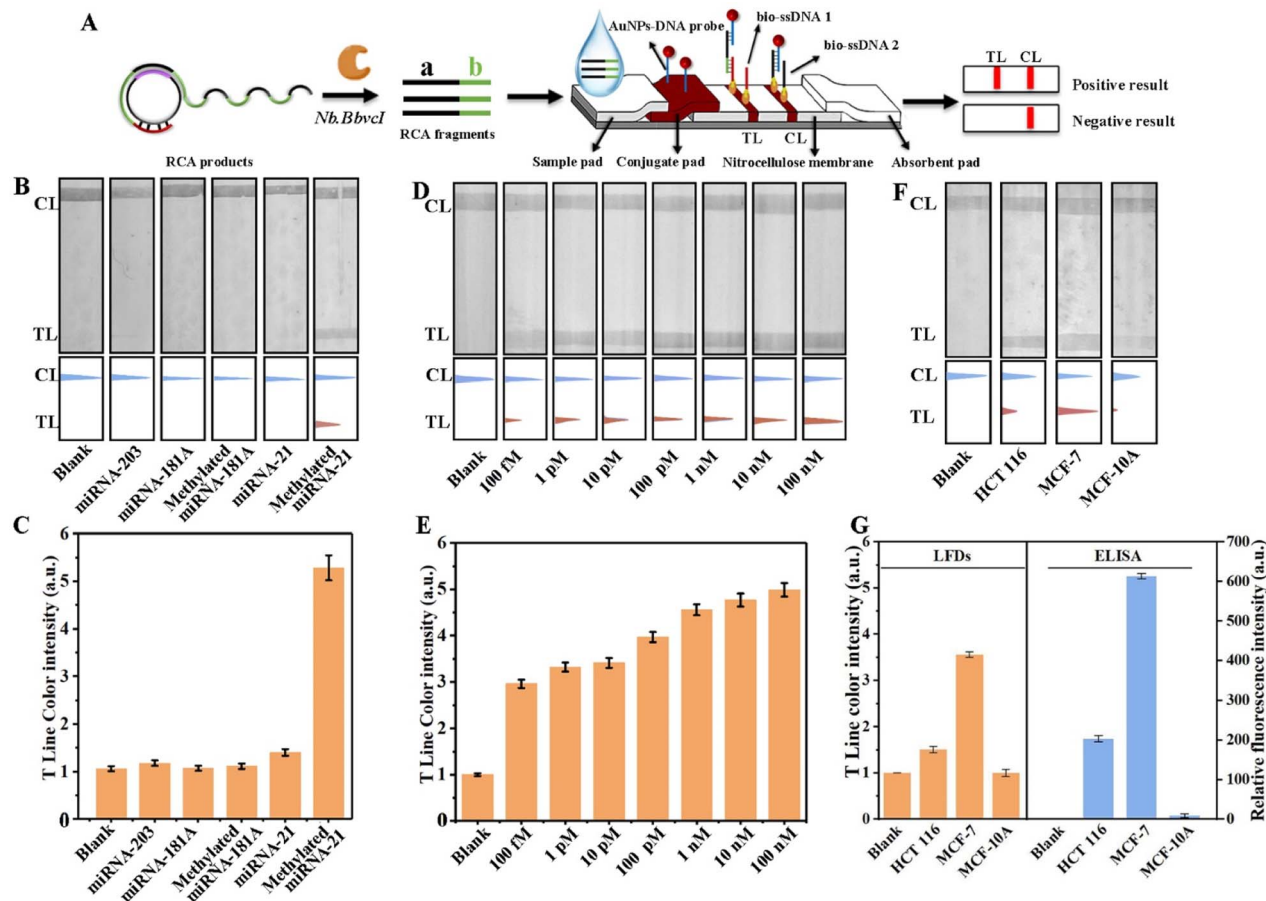 A
AuNPs-DNA probe
bio-ssDNA 1
bio-ssDNA 2
a b
Nb.BbvcI
RCA fragments
TL CL
TL CL
Positive result
Negative result
RCA products
Sample pad
Conjugate pad
Nitrocellulose membrane
Absorbent pad
B
CL
TL
CL
TL
Blank
miRNA-203
miRNA-181A
Methylated
miRNA-181A
miRNA-21
Methylated
miRNA-21
D
CL
TL
CL
TL
Blank
100 fM
1 pM
10 pM
100 pM
1 nM
10 nM
100 nM
F
CL
TL
CL
TL
Blank
HCT 116
MCF-7
MCF-10A
C
T Line Color intensity (a.u.)
6
5
4
3
2
1
0
Blank
miRNA-203
miRNA-181A
Methylated
miRNA-181A
miRNA-21
Methylated
miRNA-21
E
T Line Color intensity (a.u.)
6
5
4
3
2
1
0
Blank
100 fM
1 pM
10 pM
100 pM
1 nM
10 nM
100 nM
G
T Line color intensity (a.u.)
6
5
4
3
2
1
0
LFDs
ELISA
700
600
500
400
300
200
100
0
Relative fluorescence intensity (a.u.)
Blank
HCT 116
MCF-7
MCF-10A
Blank
HCT 116
MCF-7
MCF-10A